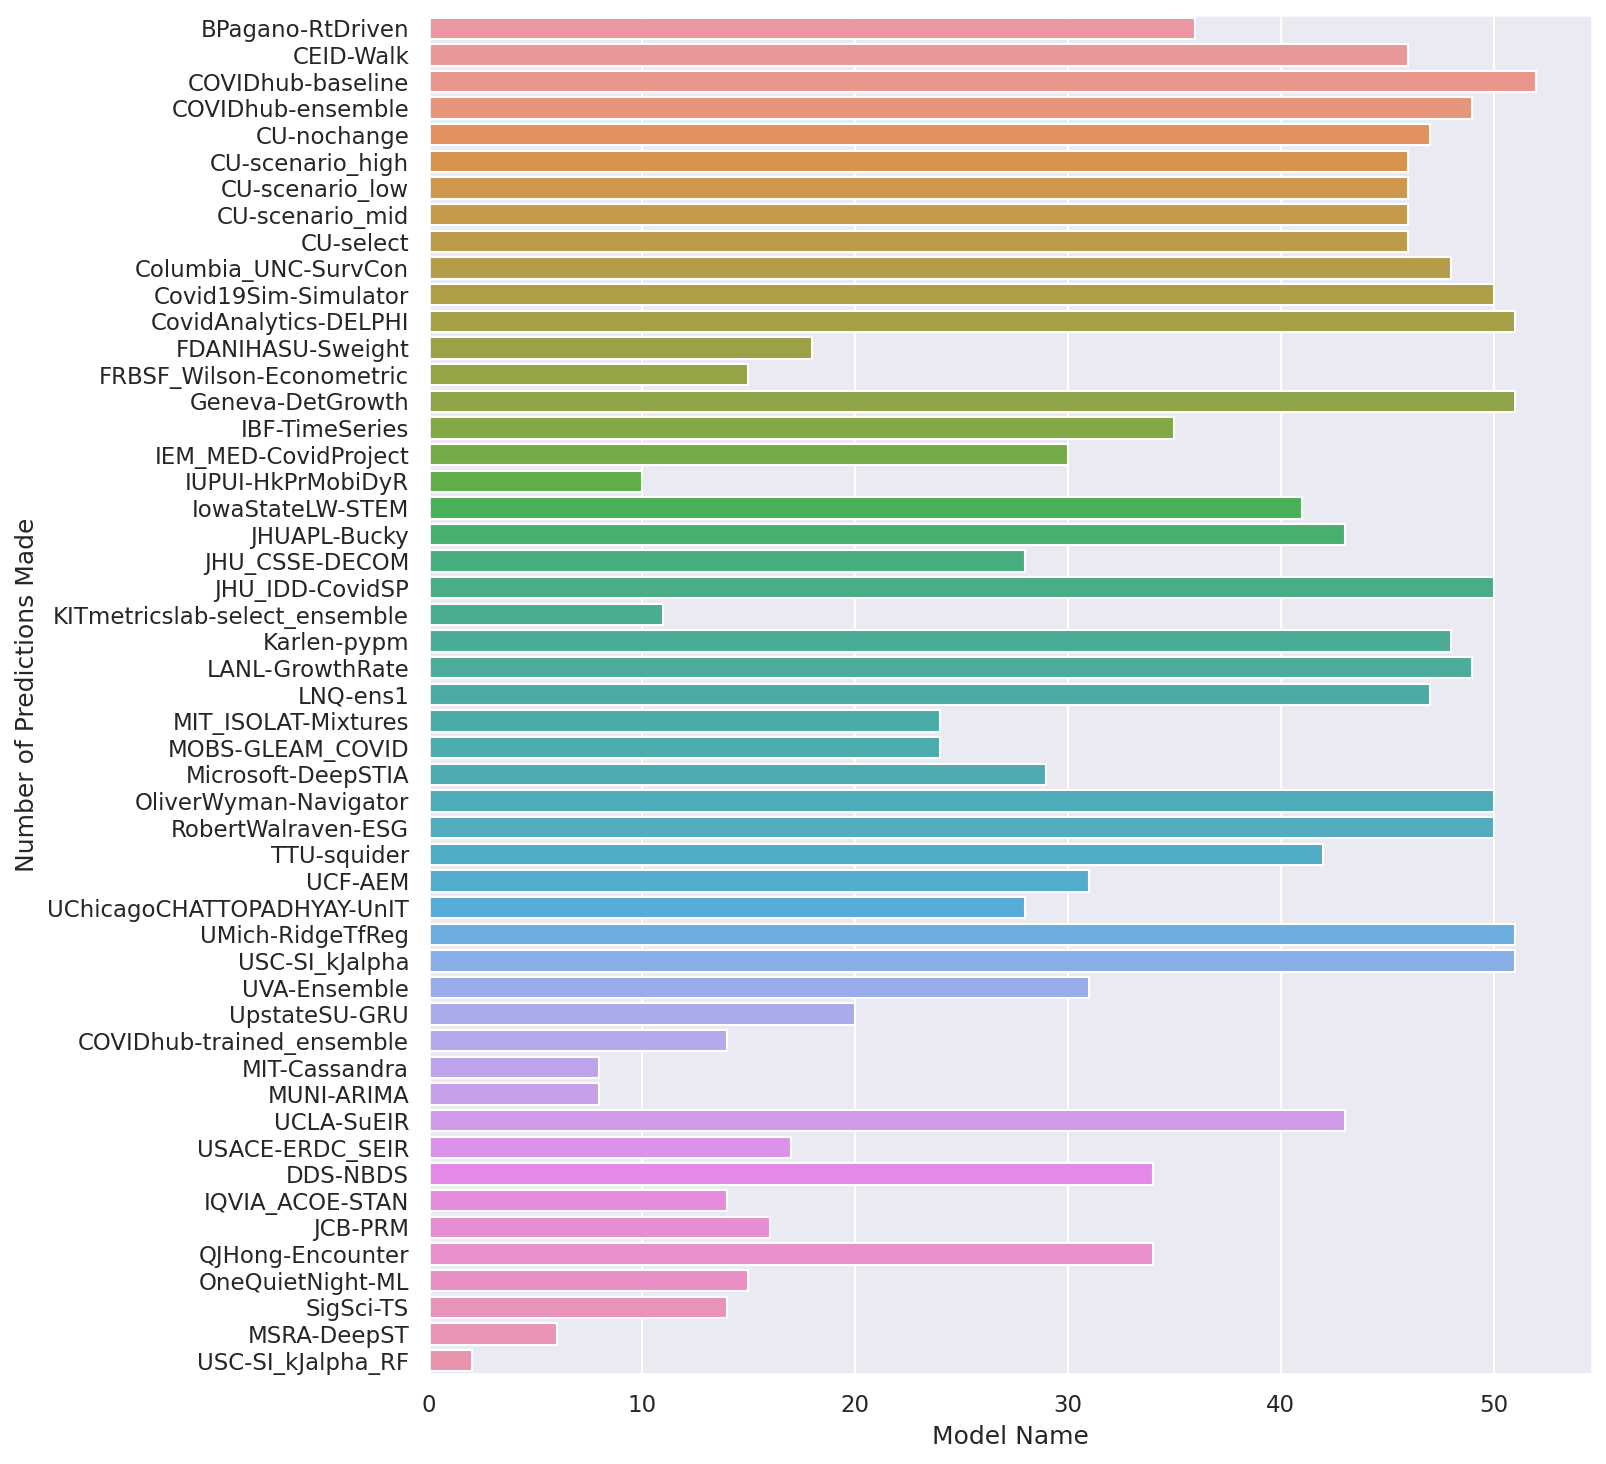 BPagano-RtDriven
CEID-Walk
COVIDhub-baseline
COVIDhub-ensemble
CU-nochange
CU-scenario_high
CU-scenario_low
CU-scenario_mid
CU-select
Columbia_UNC-SurvCon
Covid19Sim-Simulator
CovidAnalytics-DELPHI
FDANIHASU-Sweight
FRBSF_Wilson-Econometric
Geneva-DetGrowth
IBF-TimeSeries
IEM_MED-CovidProject
IUPUI-HkPrMobiDyR
IowaStateLW-STEM
JHUAPL-Bucky
JHU_CSSE-DECOM
JHU_IDD-CovidSP
KITmetricslab-select_ensemble
Karlen-pypm
LANL-GrowthRate
LNQ-ens1
MIT_ISOLAT-Mixtures
MOBS-GLEAM_COVID
Microsoft-DeepSTIA
OliverWyman-Navigator
RobertWalraven-ESG
TTU-squider
UCF-AEM
UChicagoCHATTOPADHYAY-UnIT
UMich-RidgeTfReg
USC-SI_kJalpha
UVA-Ensemble
UpstateSU-GRU
COVIDhub-trained_ensemble
MIT-Cassandra
MUNI-ARIMA
UCLA-SuEIR
USACE-ERDC_SEIR
DDS-NBDS
IQVIA_ACOE-STAN
JCB-PRM
QJHong-Encounter
OneQuietNight-ML
SigSci-TS
MSRA-DeepST
USC-SI_kJalpha_RF
Number of Predictions Made
0 10 20 30 40 50
Model Name